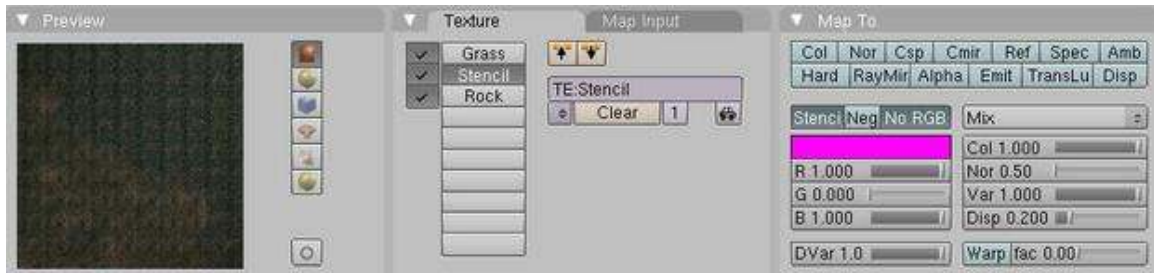 Preview
Texture
Map Input
Map To
Grass
Stencil
Rock
TE:Stencil
Clear 1
Col Nor Csp Cmir Ref Spec Amb
Hard RayMir Alpha Emit TransLu Disp
Stenci Neg No RGB
Mix
R 1.000
G 0.000
B 1.000
DVar 1.0
Col 1.000
Nor 0.50
Var 1.000
Disp 0.200
Warp fac 0.00